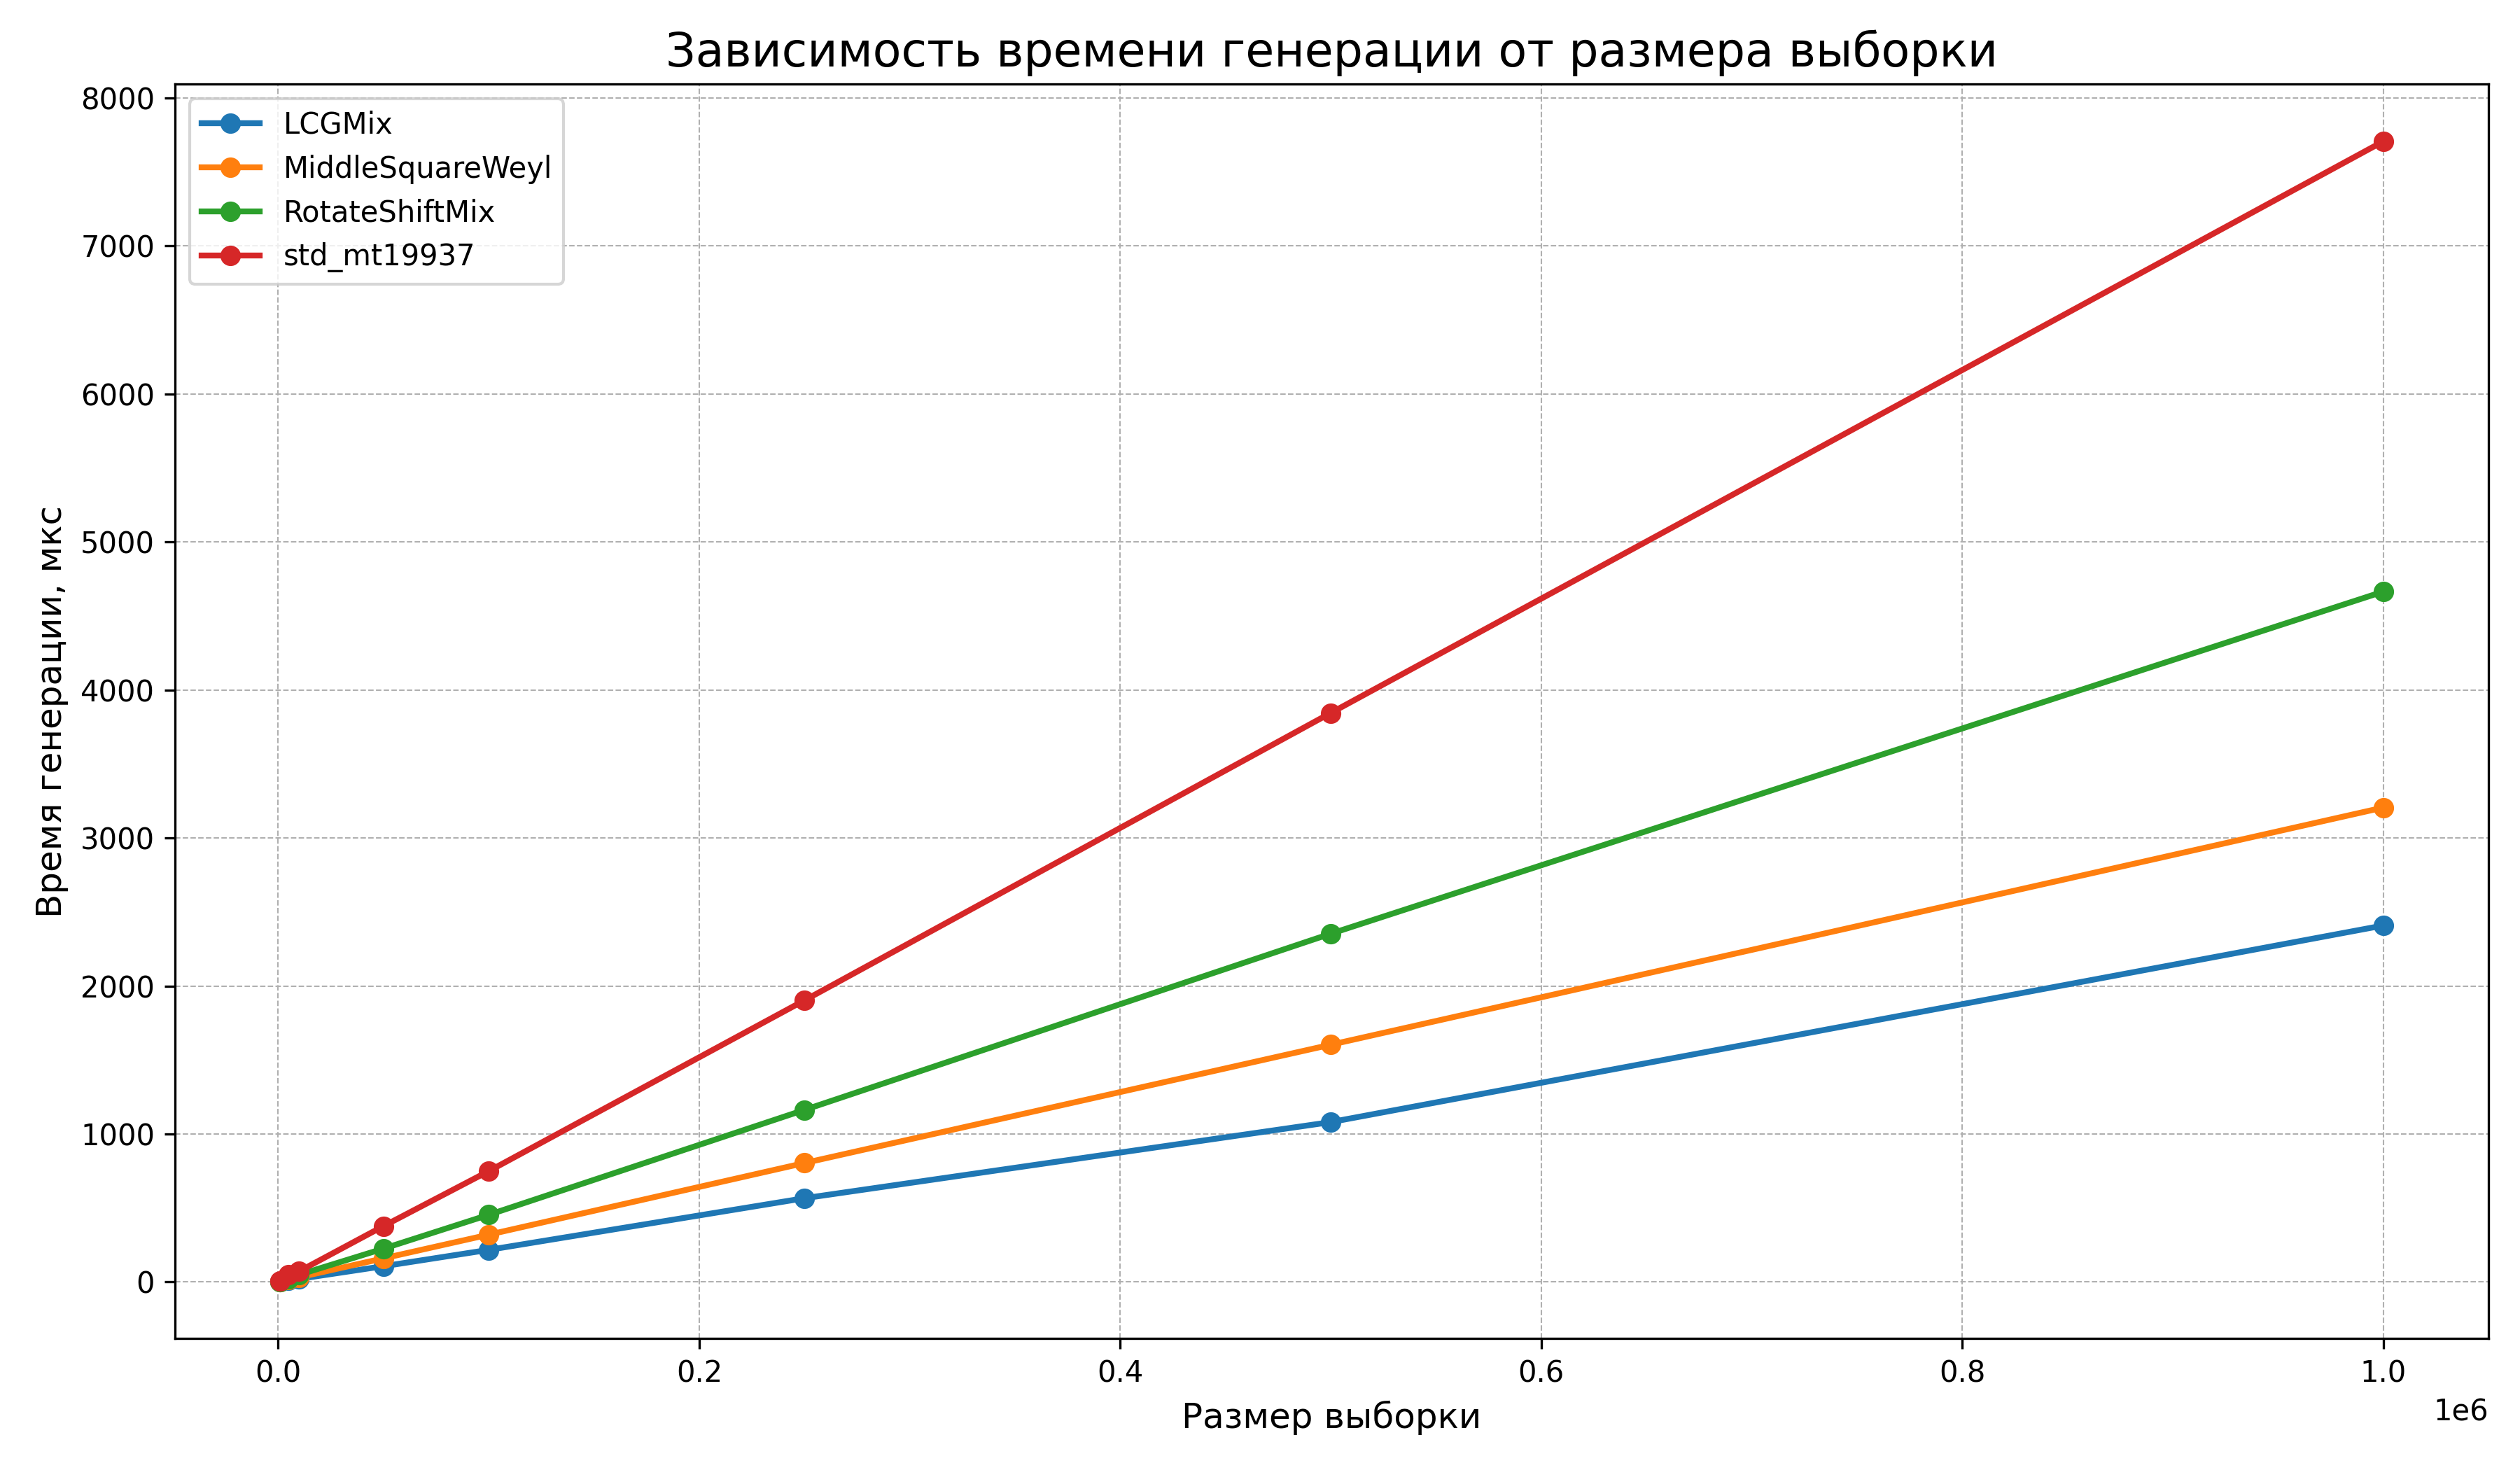 Зависимость времени генерации от размера выборки
LCGMix
MiddleSquareWeyl
RotateShiftMix
std_mt19937
Время генерации, мкс
8000
7000
6000
5000
4000
3000
2000
1000
0
0.0 0.2 0.4 0.6 0.8 1.0
1e6
Размер выборки